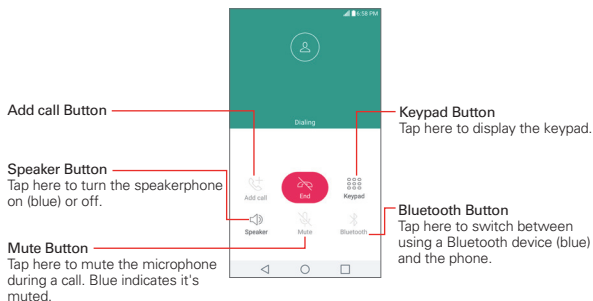 6:58 PM
Dialing
Add call
End
Keypad
Speaker
Mute
Bluetooth
Add call Button
Speaker Button
Tap here to turn the speakerphone
on (blue) or off.
Mute Button
Tap here to mute the microphone
during a call. Blue indicates it's
muted.
Keypad Button
Tap here to display the keypad.
Bluetooth Button
Tap here to switch between
using a Bluetooth device (blue)
and the phone.